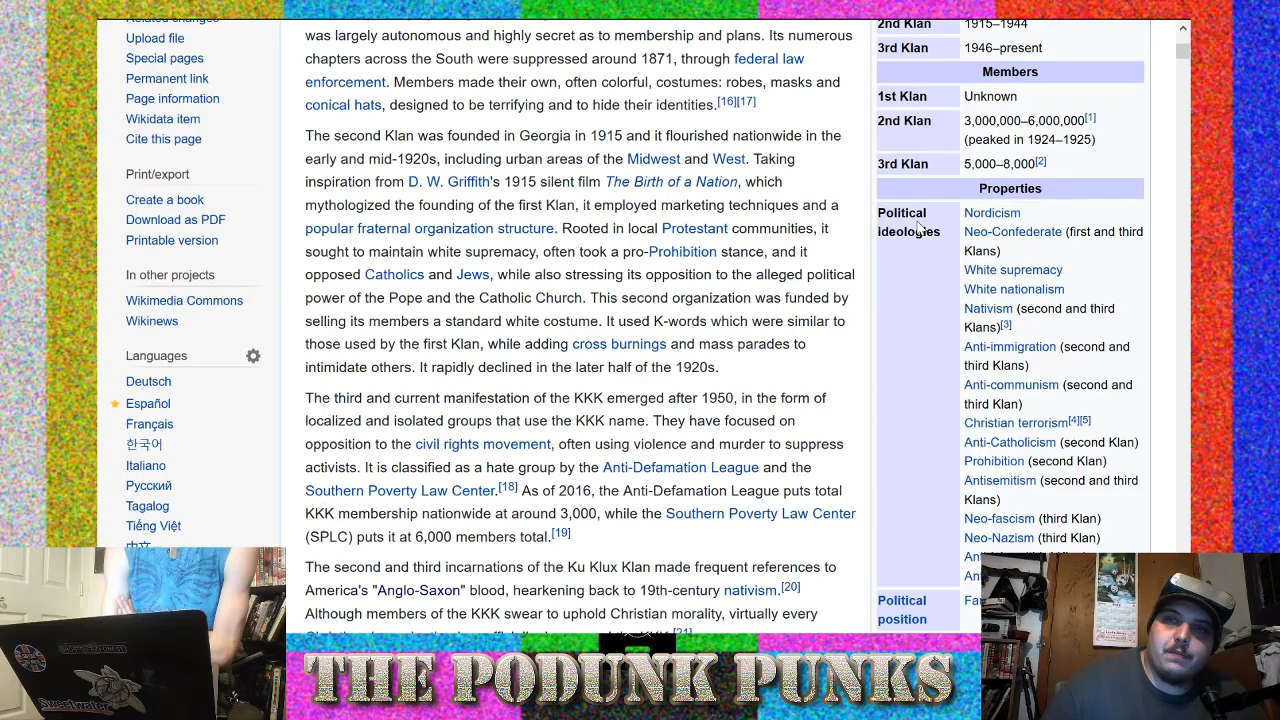 Related changes
Upload file
Special pages
Permanent link
Page information
Wikidata item
Cite this page
Print/export
Create a book
Download as PDF
Printable version
In other projects
Wikimedia Commons
Wikinews
Languages
Deutsch
Español
Français
한국어
Italiano
Русский
Tagalog
Tiếng Việt
中文
was largely autonomous and highly secret as to membership and plans. Its numerous
chapters across the South were suppressed around 1871, through federal law
enforcement. Members made their own, often colorful, costumes: robes, masks and
conical hats, designed to be terrifying and to hide their identities.[16][17]
The second Klan was founded in Georgia in 1915 and it flourished nationwide in the
early and mid-1920s, including urban areas of the Midwest and West. Taking
inspiration from D. W. Griffith's 1915 silent film The Birth of a Nation, which
mythologized the founding of the first Klan, it employed marketing techniques and a
popular fraternal organization structure. Rooted in local Protestant communities, it
sought to maintain white supremacy, often took a pro-Prohibition stance, and it
opposed Catholics and Jews, while also stressing its opposition to the alleged political
power of the Pope and the Catholic Church. This second organization was funded by
selling its members a standard white costume. It used K-words which were similar to
those used by the first Klan, while adding cross burnings and mass parades to
intimidate others. It rapidly declined in the later half of the 1920s.
The third and current manifestation of the KKK emerged after 1950, in the form of
localized and isolated groups that use the KKK name. They have focused on
opposition to the civil rights movement, often using violence and murder to suppress
activists. It is classified as a hate group by the Anti-Defamation League and the
Southern Poverty Law Center.[18] As of 2016, the Anti-Defamation League puts total
KKK membership nationwide at around 3,000, while the Southern Poverty Law Center
(SPLC) puts it at 6,000 members total.[19]
The second and third incarnations of the Ku Klux Klan made frequent references to
America's "Anglo-Saxon" blood, hearkening back to 19th-century nativism.[20]
Although members of the KKK swear to uphold Christian morality, virtually every
2nd Klan 1915–1944
3rd Klan 1946–present
Members
1st Klan Unknown
2nd Klan 3,000,000–6,000,000[1]
(peaked in 1924–1925)
3rd Klan 5,000–8,000[2]
Properties
Political Nordicism
ideologies Neo-Confederate (first and third
Klans)
White supremacy
White nationalism
Nativism (second and third
Klans)[3]
Anti-immigration (second and
third Klans)
Anti-communism (second and
third Klan)
Christian terrorism[4][5]
Anti-Catholicism (second Klan)
Prohibition (second Klan)
Antisemitism (second and third
Klans)
Neo-fascism (third Klan)
Neo-Nazism (third Klan)
Political
position
Sweetwater
THE PODUNK PUNKS